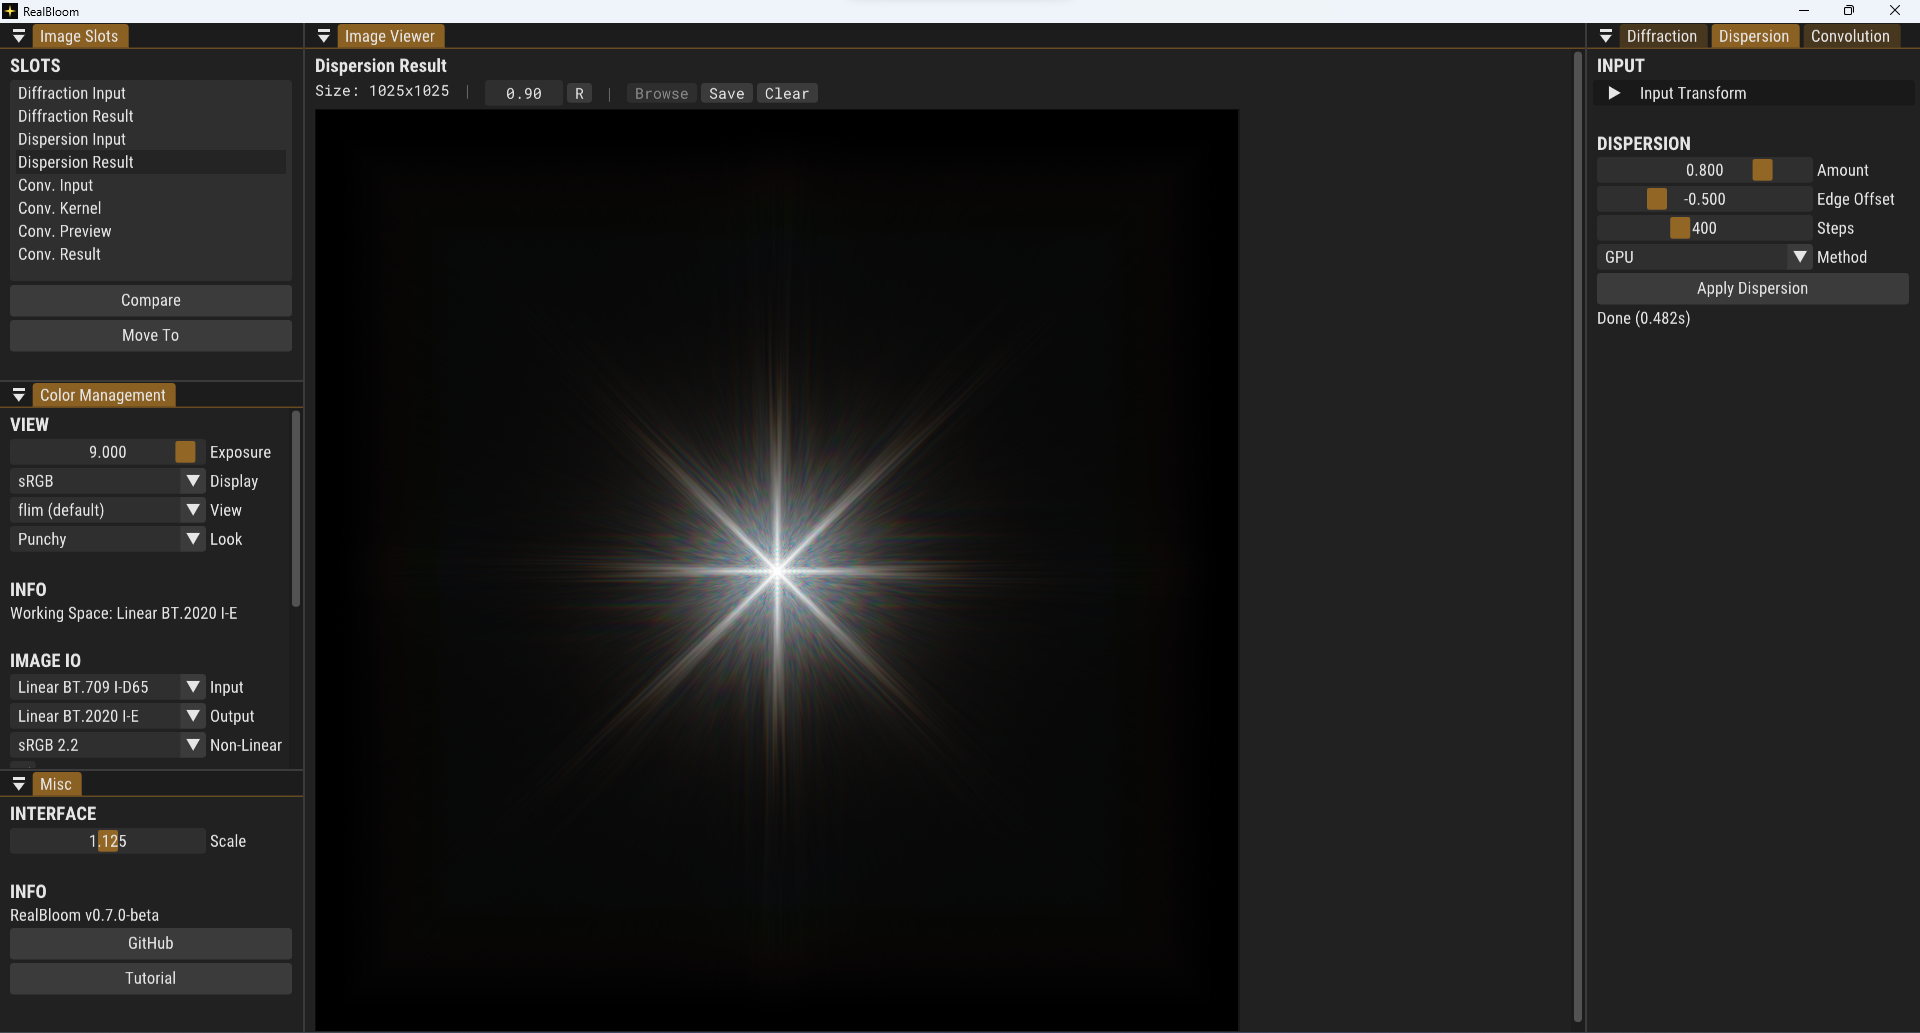 RealBloom
Image Slots
SLOTS
Diffraction Input
Diffraction Result
Dispersion Input
Dispersion Result
Conv. Input
Conv. Kernel
Conv. Preview
Conv. Result
Compare
Move To
Color Management
VIEW
9.000 Exposure
sRGB Display
flim (default) View
Punchy Look
INFO
Working Space: Linear BT.2020 I-E
IMAGE IO
Linear BT.709 I-D65 Input
Linear BT.2020 I-E Output
sRGB 2.2 Non-Linear
Misc
INTERFACE
1.125 Scale
INFO
RealBloom v0.7.0-beta
GitHub
Tutorial
Image Viewer
Dispersion Result
Size: 1025x1025 | 0.90 R | Browse Save Clear
Diffraction Dispersion Convolution
INPUT
Input Transform
DISPERSION
0.800 Amount
-0.500 Edge Offset
400 Steps
GPU Method
Apply Dispersion
Done (0.482s)